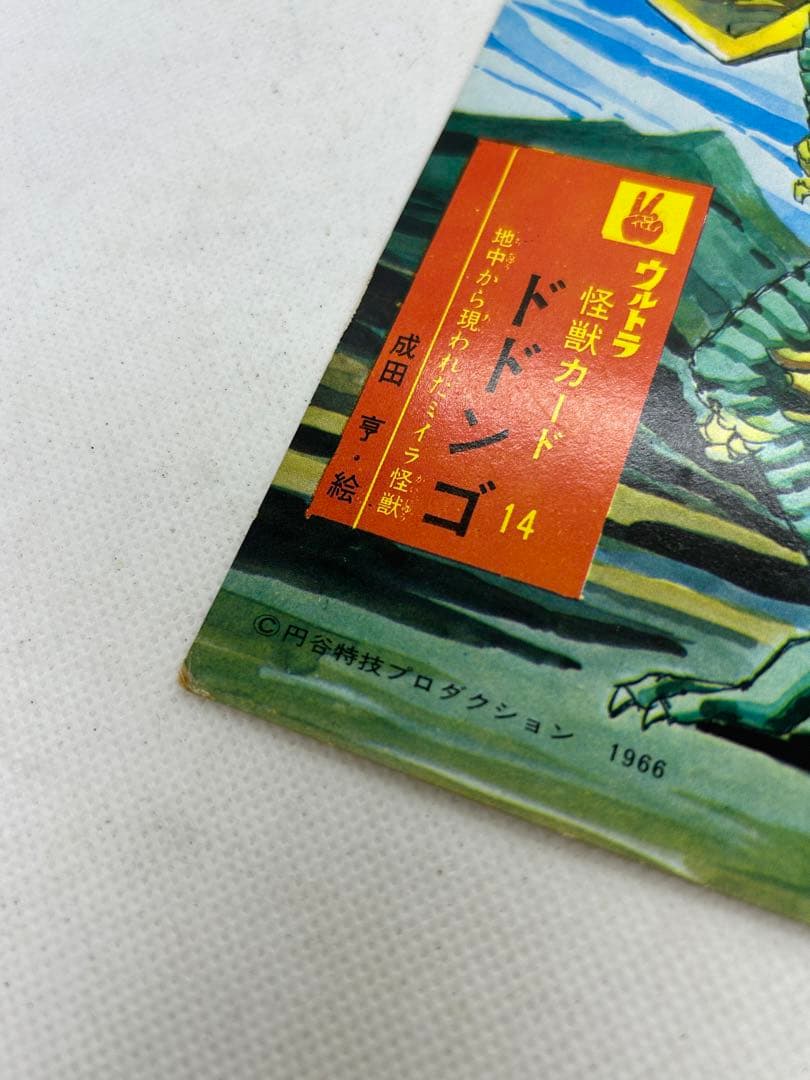 ウルトラ
怪獣カード 14
ドドンゴ
地中から現われたミイラ怪獣
成田 亨・絵
©円谷特技プロダクション 1966